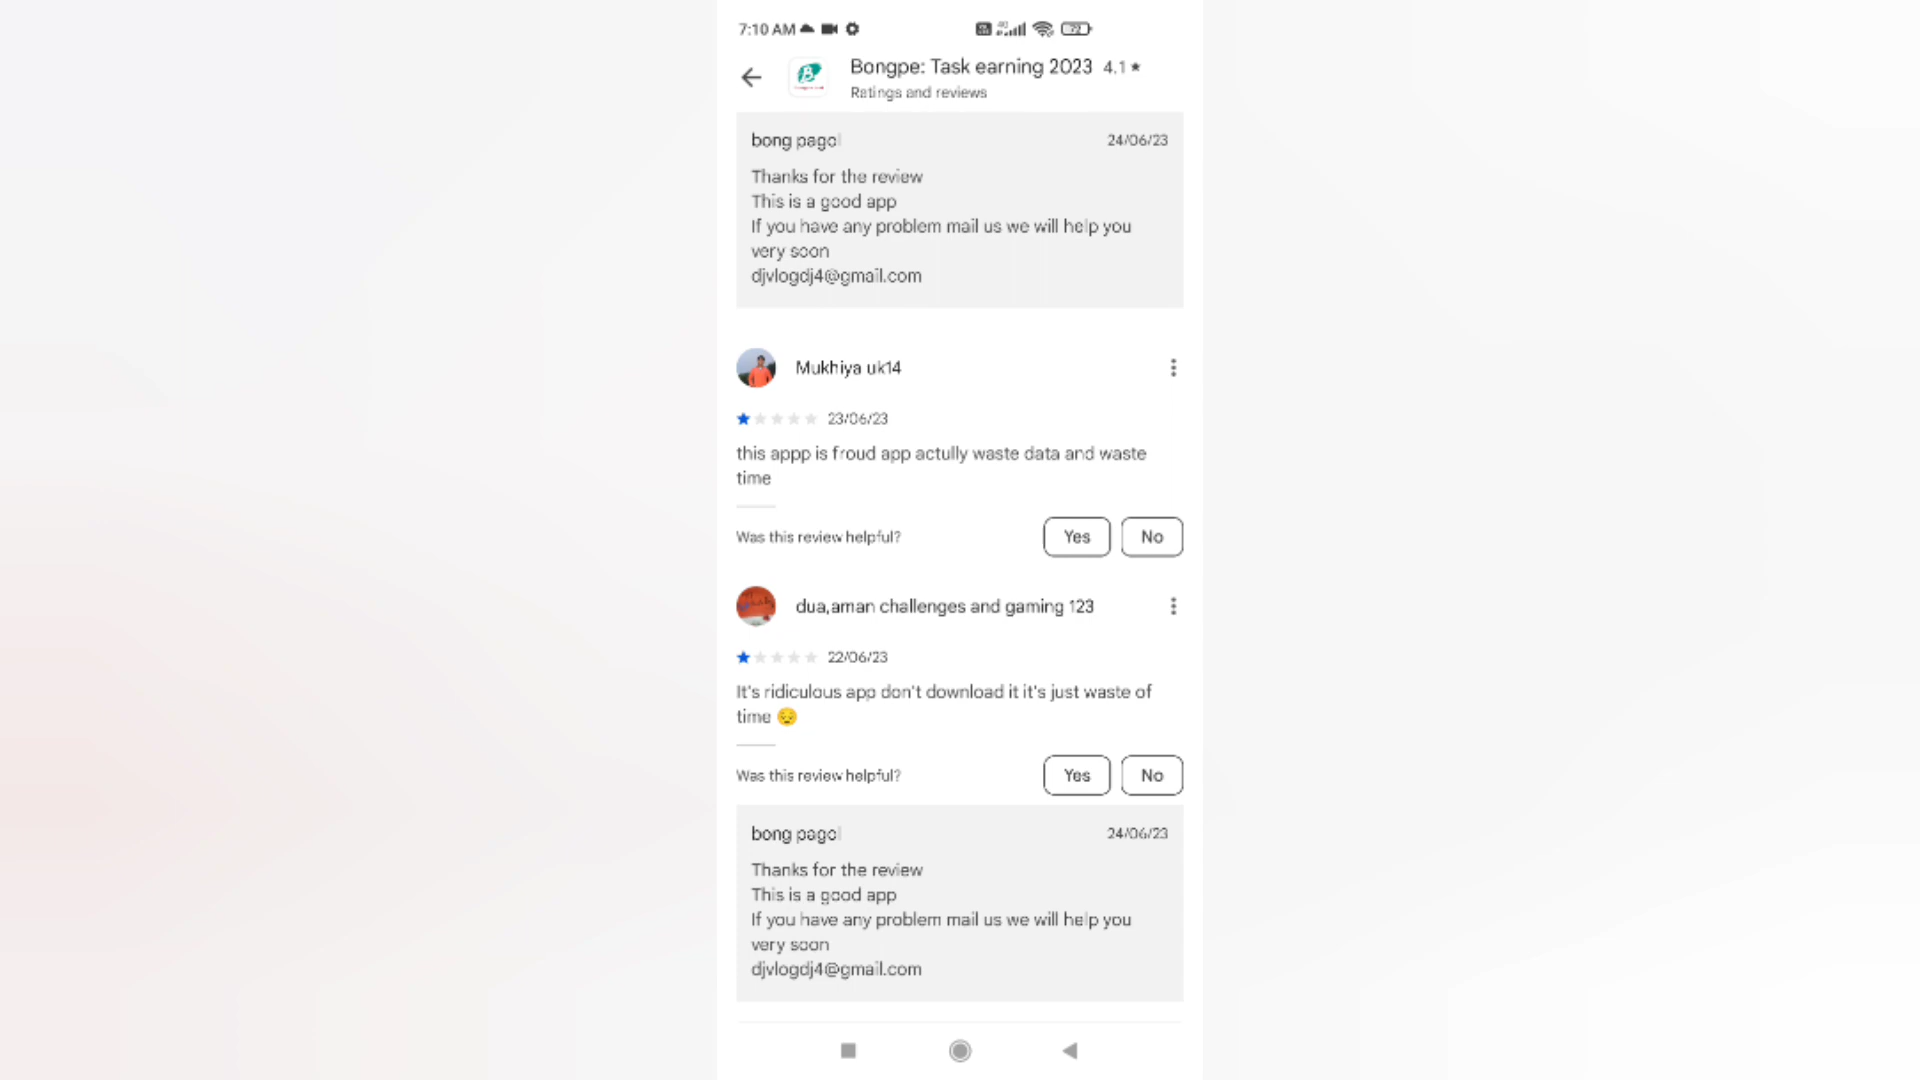 7:10 AM
Bongpe: Task earning 2023 4.1★
Ratings and reviews
bong pagol 24/06/23
Thanks for the review
This is a good app
If you have any problem mail us we will help you
very soon
djvlogdj4@gmail.com
Mukhiya uk14
23/06/23
this appp is froud app actully waste data and waste
time
Was this review helpful? Yes No
dua,aman challenges and gaming 123
22/06/23
It's ridiculous app don't download it it's just waste of
time 😔
Was this review helpful? Yes No
bong pagol 24/06/23
Thanks for the review
This is a good app
If you have any problem mail us we will help you
very soon
djvlogdj4@gmail.com